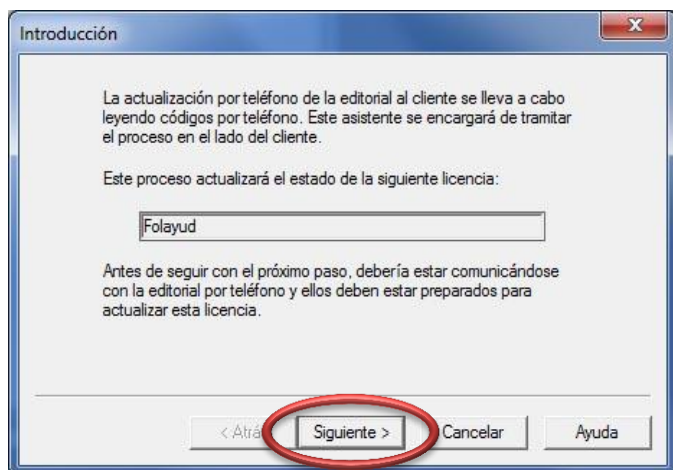 Introducción
La actualización por teléfono de la editorial al cliente se lleva a cabo
leyendo códigos por teléfono. Este asistente se encargará de tramitar
el proceso en el lado del cliente.
Este proceso actualizará el estado de la siguiente licencia:
Folayud
Antes de seguir con el próximo paso, debería estar comunicándose
con la editorial por teléfono y ellos deben estar preparados para
actualizar esta licencia.
< Atrá Siguiente > Cancelar Ayuda